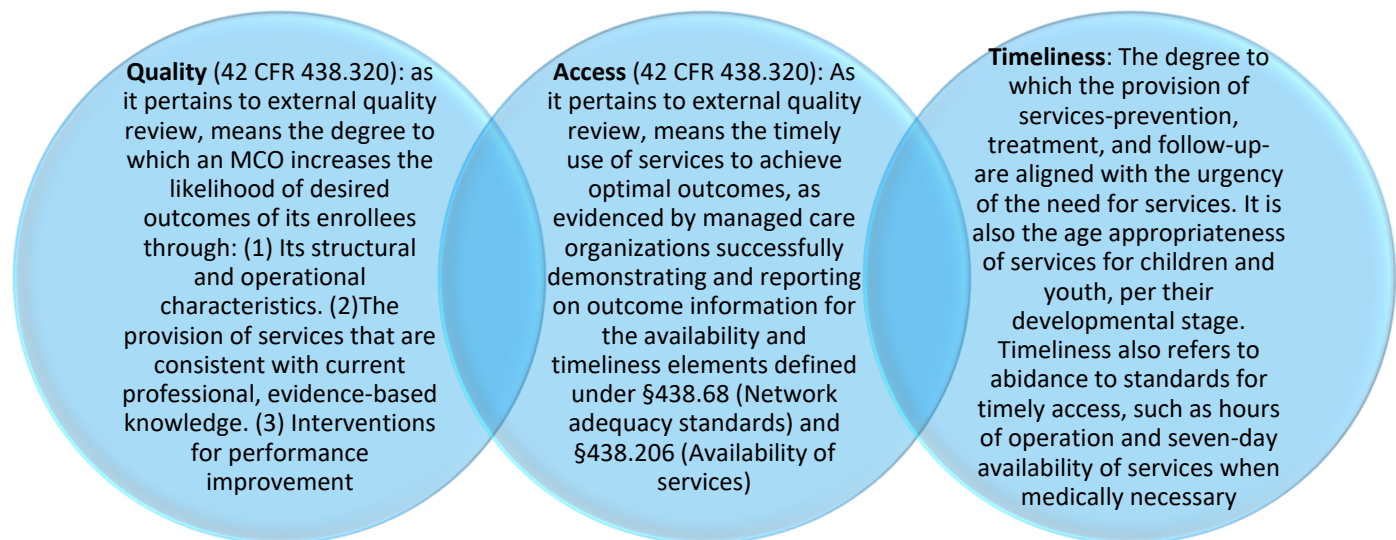 Quality (42 CFR 438.320): as
it pertains to external quality
review, means the degree to
which an MCO increases the
likelihood of desired
outcomes of its enrollees
through: (1) Its structural
and operational
characteristics. (2)The
provision of services that are
consistent with current
professional, evidence-based
knowledge. (3) Interventions
for performance
improvement
Access (42 CFR 438.320): As
it pertains to external quality
review, means the timely
use of services to achieve
optimal outcomes, as
evidenced by managed care
organizations successfully
demonstrating and reporting
on outcome information for
the availability and
timeliness elements defined
under §438.68 (Network
adequacy standards) and
§438.206 (Availability of
services)
Timeliness: The degree to
which the provision of
services-prevention,
treatment, and follow-up-
are aligned with the urgency
of the need for services. It is
also the age appropriateness
of services for children and
youth, per their
developmental stage.
Timeliness also refers to
abidance to standards for
timely access, such as hours
of operation and seven-day
availability of services when
medically necessary